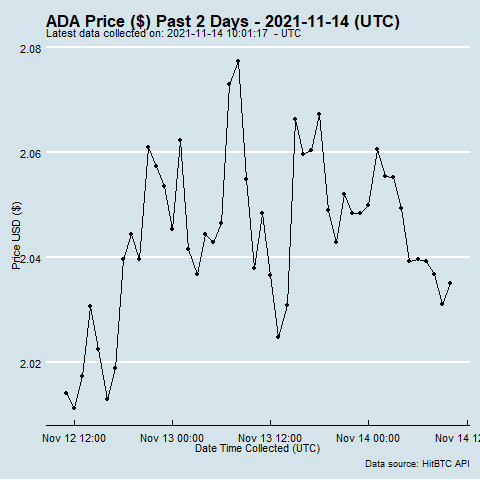 ADA Price ($) Past 2 Days - 2021-11-14 (UTC)
Latest data collected on: 2021-11-14 10:01:17  - UTC
2.08
2.06
2.04
2.02
Price USD ($)
Nov 12 12:00 Nov 13 00:00 Nov 13 12:00 Nov 14 00:00 Nov 14 12
Date Time Collected (UTC)
Data source: HitBTC API